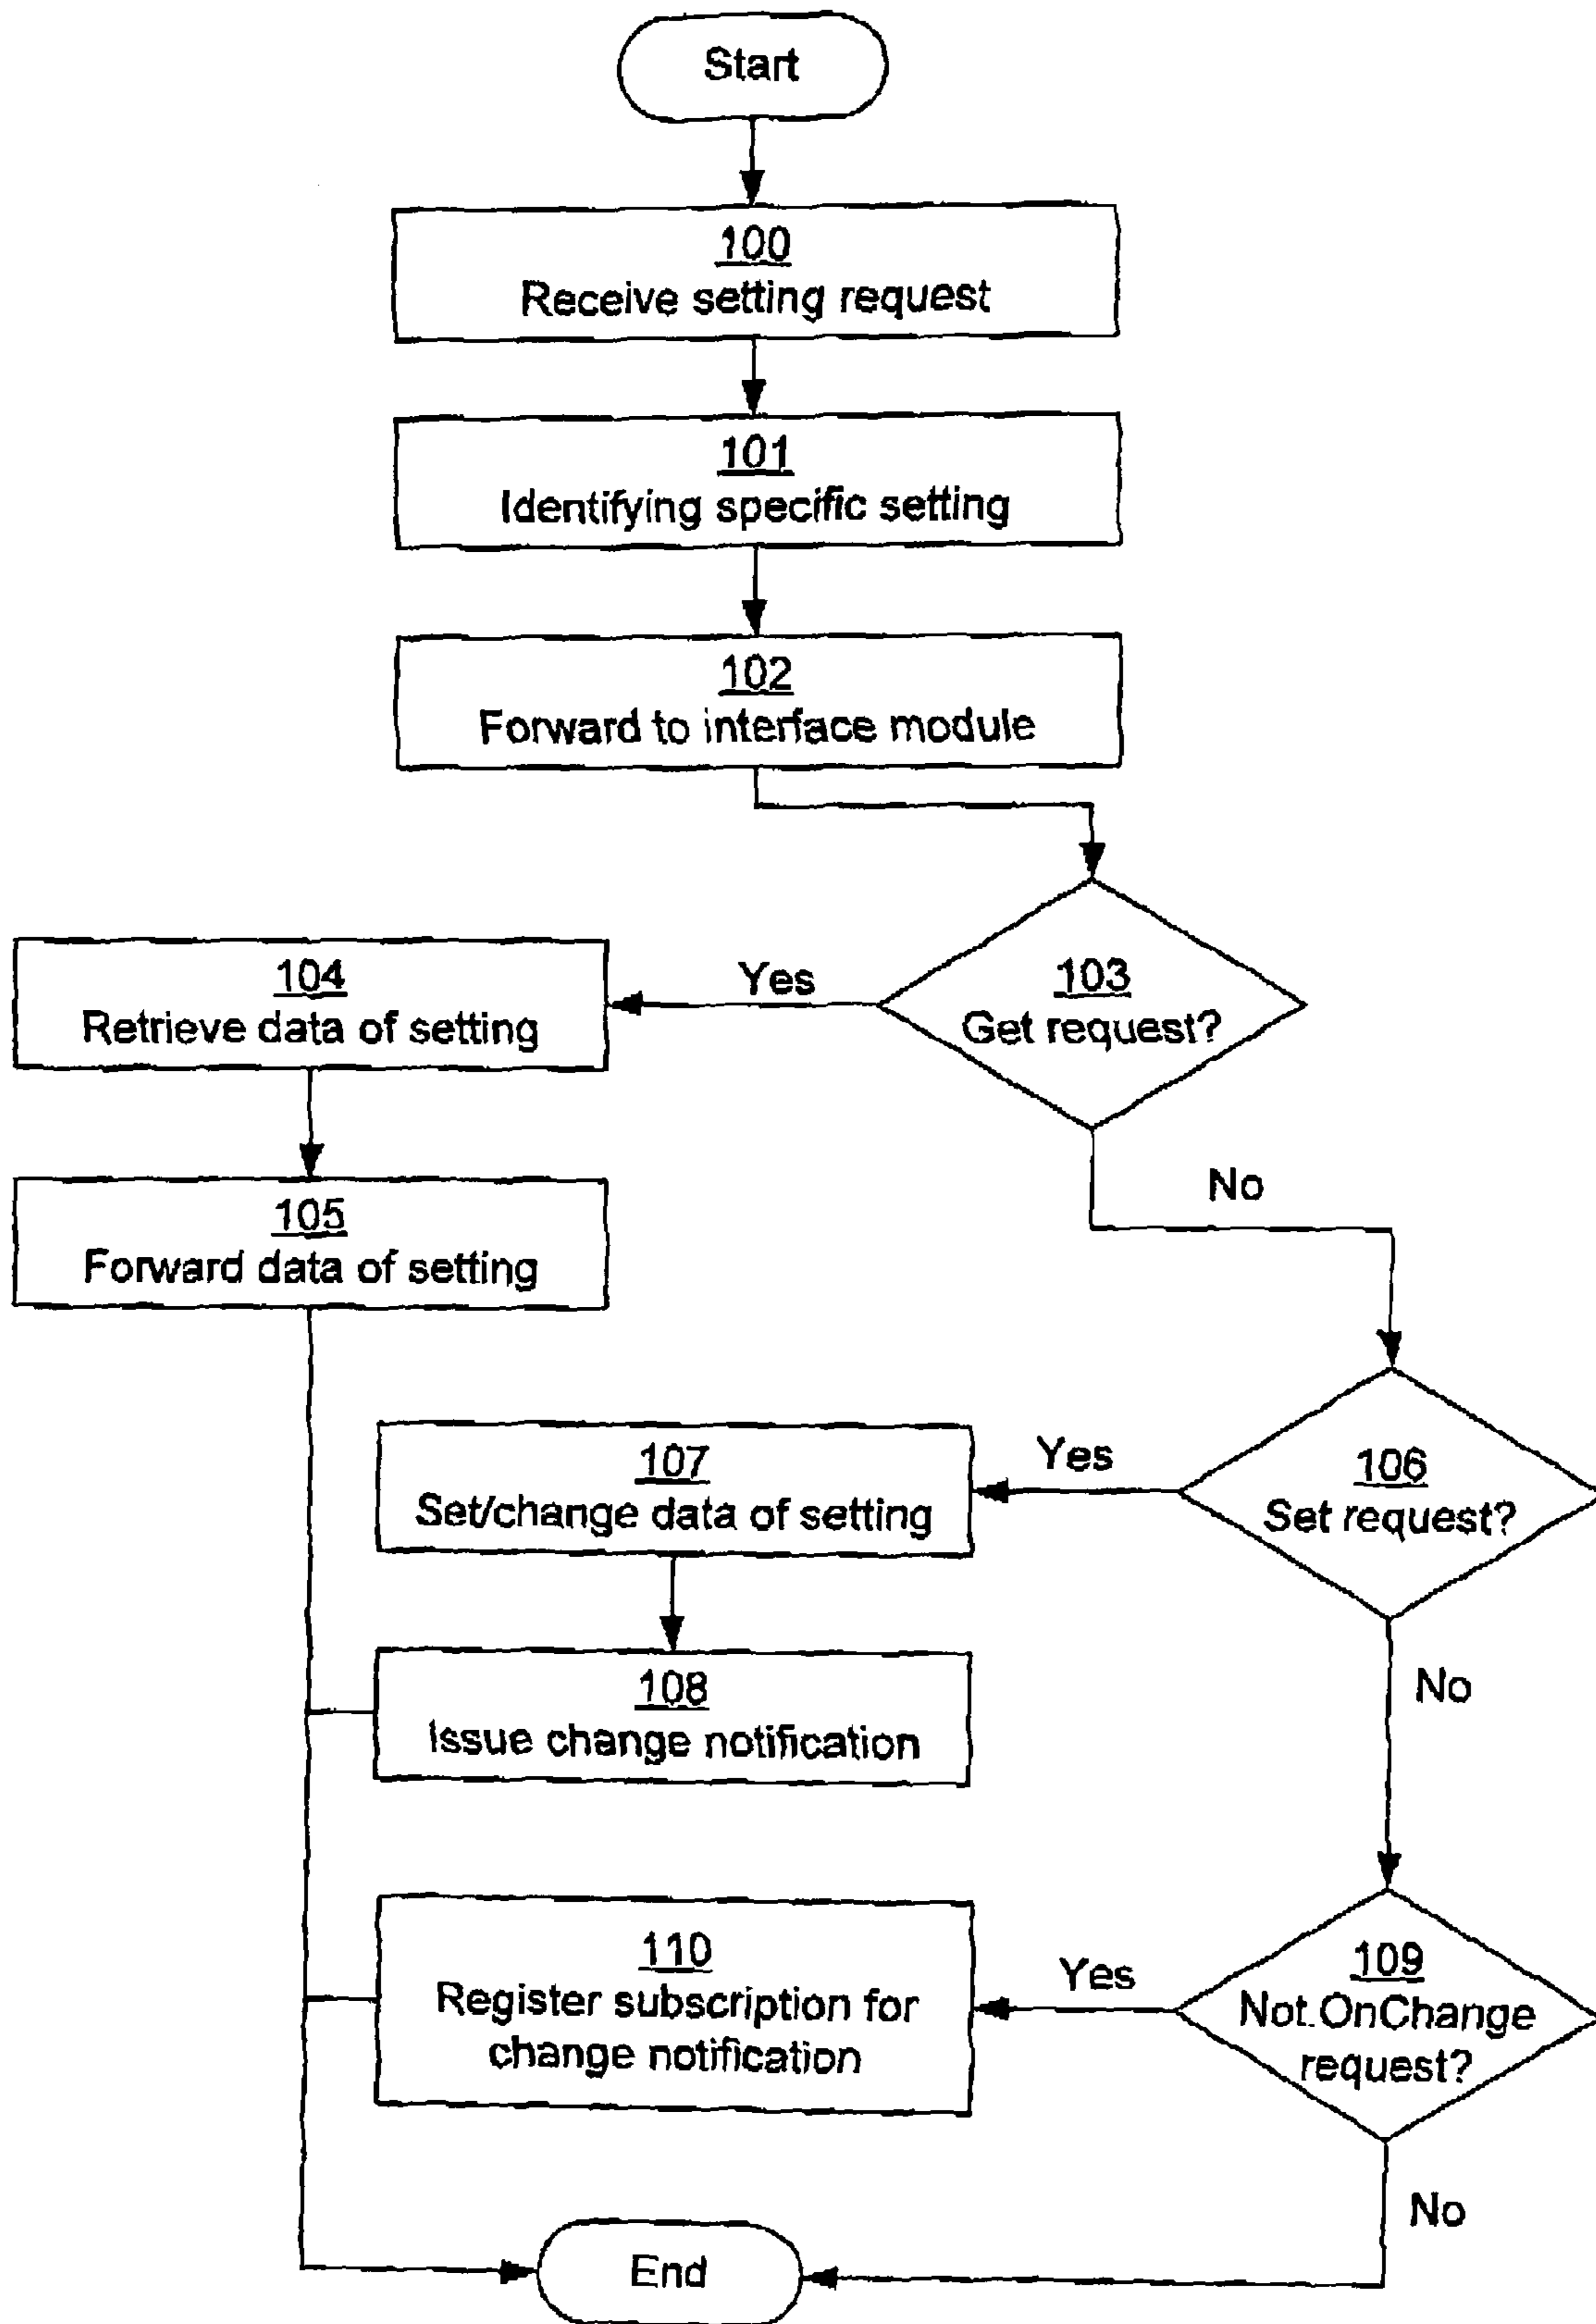 Start
100
Receive setting request
101
Identifying specific setting
102
Forward to interface module
103
Get request?
Yes
104
Retrieve data of setting
105
Forward data of setting
No
106
Set request?
Yes
107
Set/change data of setting
108
Issue change notification
No
109
Not.OnChange
request?
Yes
110
Register subscription for
change notification
No
End